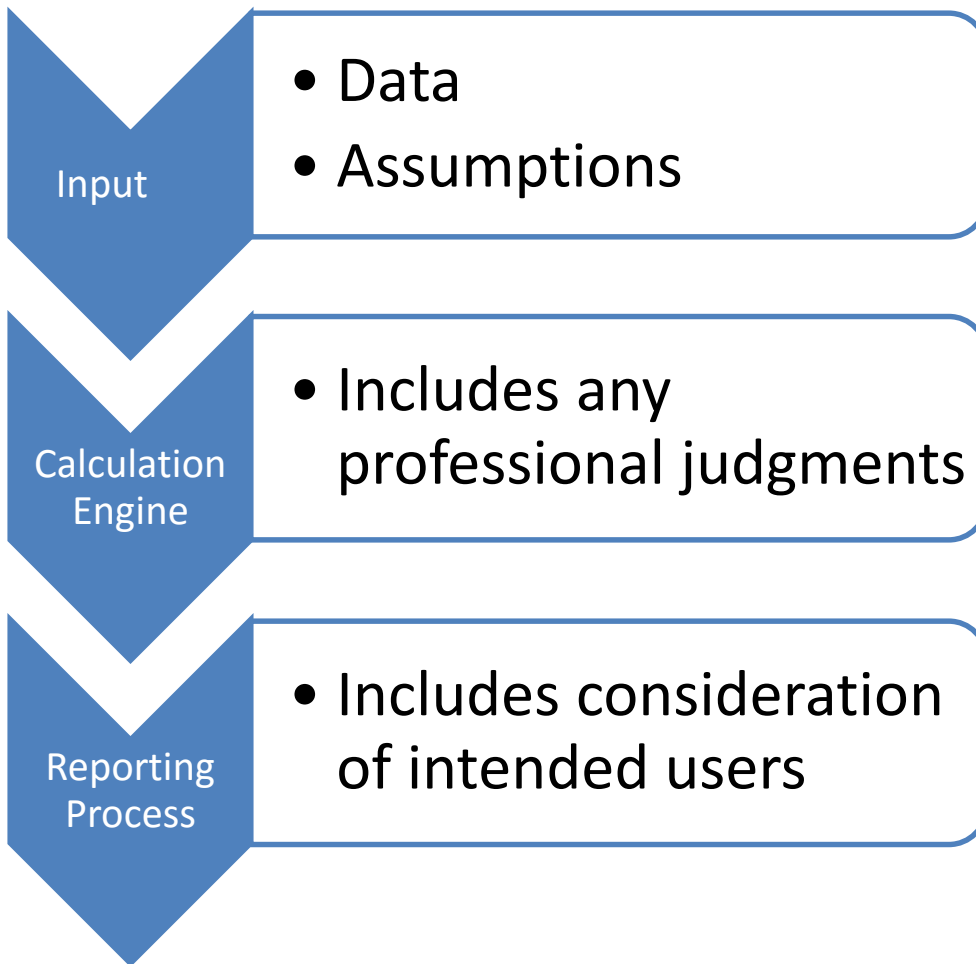 Input
• Data
• Assumptions
Calculation
Engine
• Includes any
professional judgments
Reporting
Process
• Includes consideration
of intended users